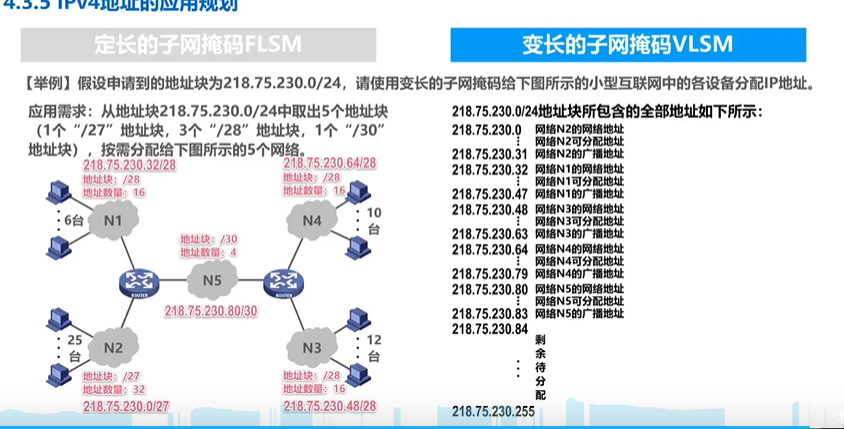 4.3.5 IPv4地址的应用规划
定长的子网掩码FLSM
变长的子网掩码VLSM
【举例】假设申请到的地址块为218.75.230.0/24，请使用变长的子网掩码给下图所示的小型互联网中的各设备分配IP地址。
应用需求：从地址块218.75.230.0/24中取出5个地址块
（1个“/27”地址块，3个“/28”地址块，1个“/30”
地址块），按需分配给下图所示的5个网络。
218.75.230.32/28
地址块：/28
地址数量：16
6台
N1
218.75.230.64/28
地址块：/28
地址数量：16
N4
10
台
地址块：/30
地址数量：4
N5
ROUTER
ROUTER
218.75.230.80/30
25
台
N2
地址块：/27
地址数量：32
218.75.230.0/27
N3
12
台
地址块：/28
地址数量：16
218.75.230.48/28
218.75.230.0/24地址块所包含的全部地址如下所示：
218.75.230.0 网络N2的网络地址
⋮ 网络N2可分配地址
218.75.230.31 网络N2的广播地址
218.75.230.32 网络N1的网络地址
⋮ 网络N1可分配地址
218.75.230.47 网络N1的广播地址
218.75.230.48 网络N3的网络地址
⋮ 网络N3可分配地址
218.75.230.63 网络N3的广播地址
218.75.230.64 网络N4的网络地址
⋮ 网络N4可分配地址
218.75.230.79 网络N4的广播地址
218.75.230.80 网络N5的网络地址
⋮ 网络N5可分配地址
218.75.230.83 网络N5的广播地址
218.75.230.84
剩
余
待
分
配
218.75.230.255